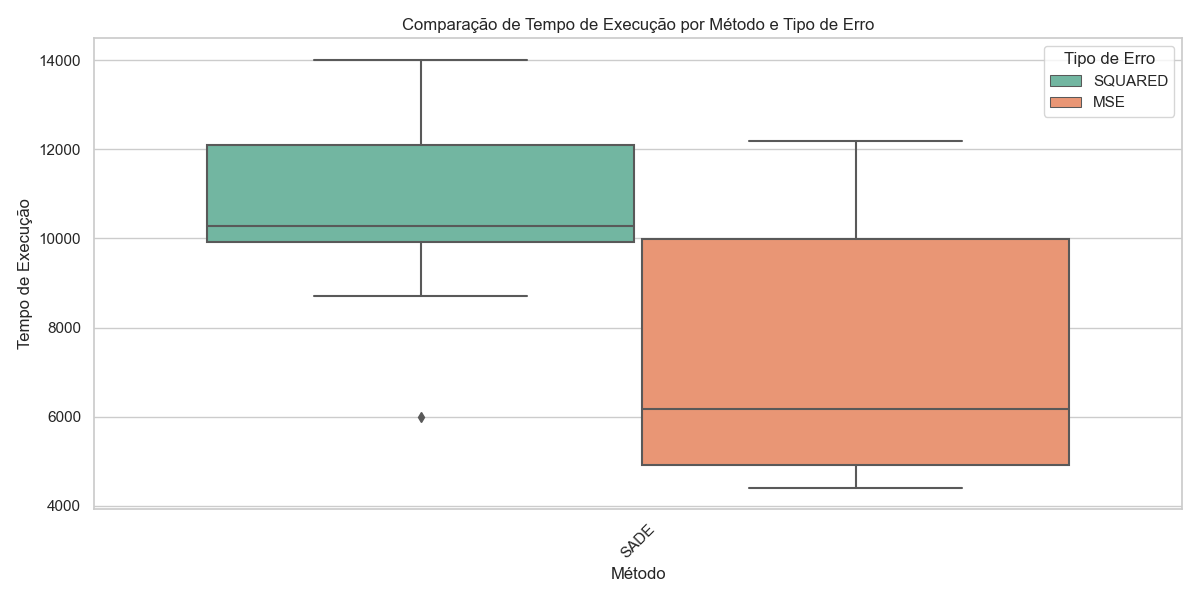 Comparação de Tempo de Execução por Método e Tipo de Erro
Tipo de Erro
SQUARED
MSE
Tempo de Execução
14000
12000
10000
8000
6000
4000
SADE
Método